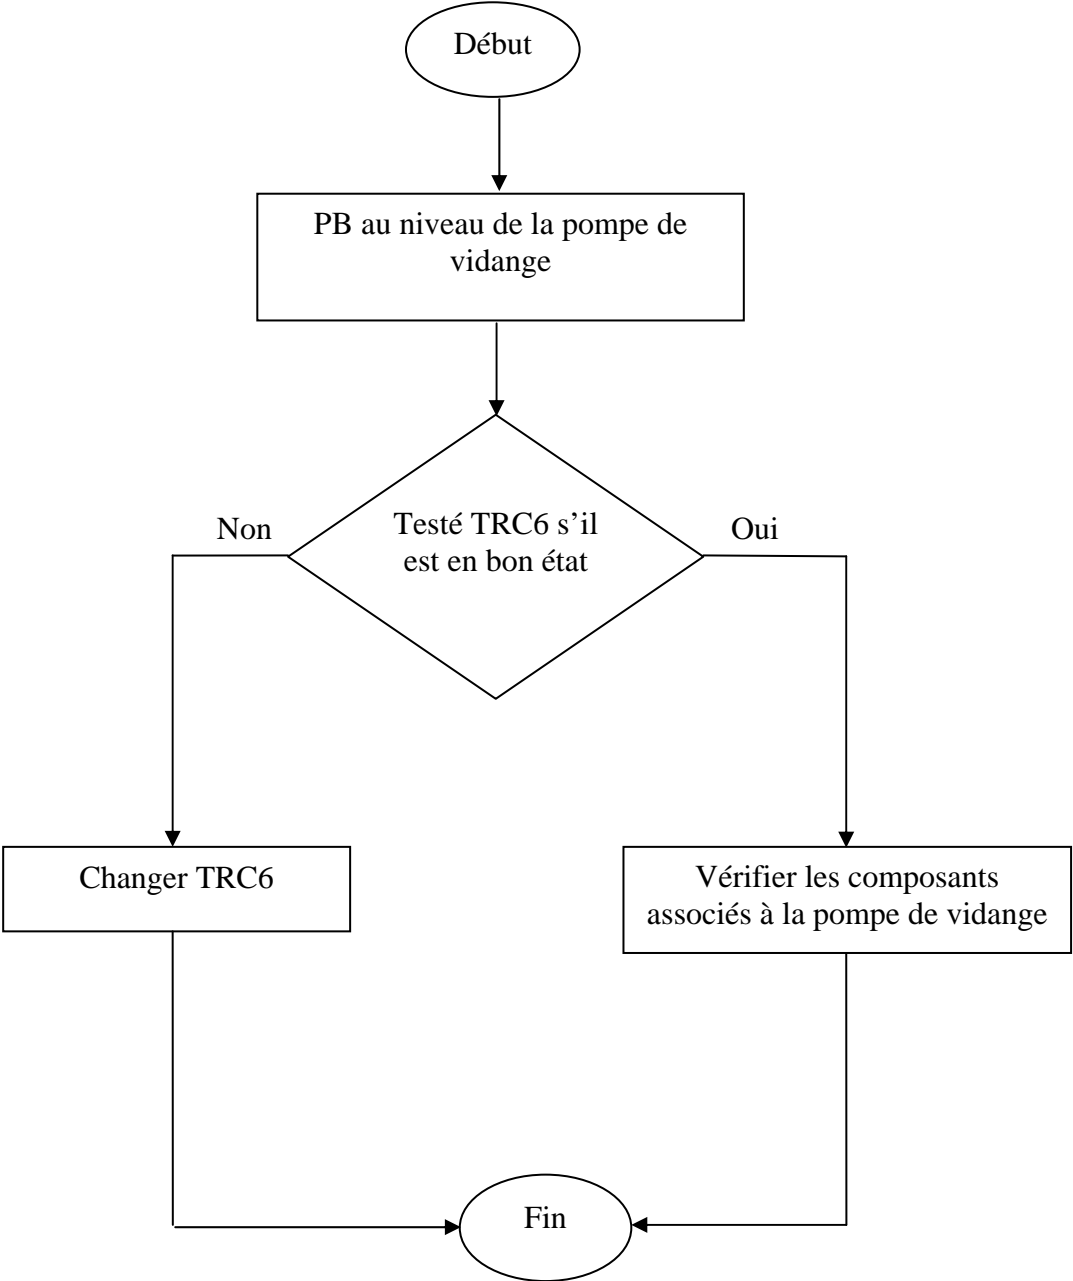 Début
PB au niveau de la pompe de
vidange
Testé TRC6 s’il
est en bon état
Non
Oui
Changer TRC6
Vérifier les composants
associés à la pompe de vidange
Fin